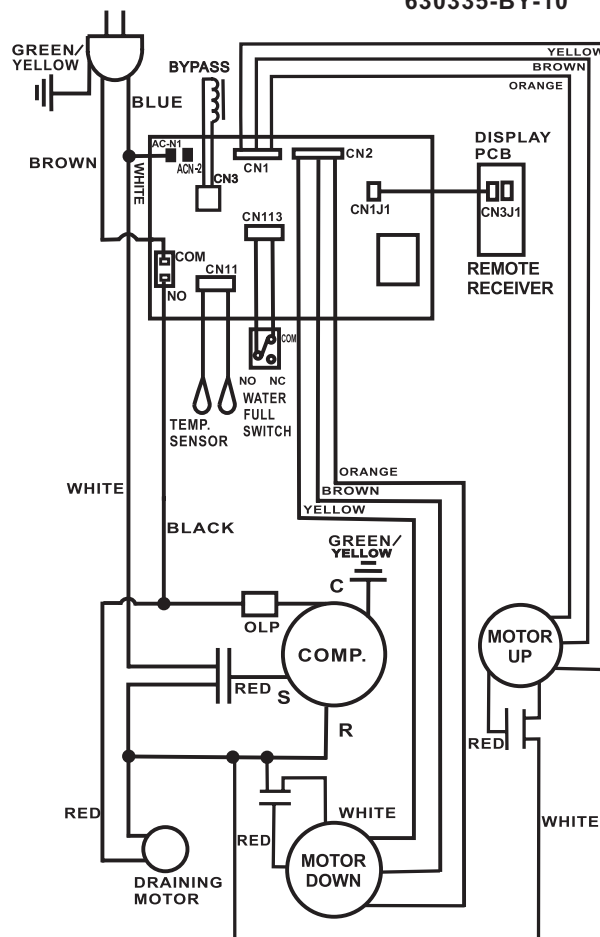 630335-BY-10
GREEN/
YELLOW
BLUE
BYPASS
YELLOW
BROWN
ORANGE
BROWN
WHITE
AC-N1
ACN-2
CN3
CN1
CN2
DISPLAY
PCB
CN1J1
CN3J1
REMOTE
RECEIVER
COM
NO
CN113
CN11
COM
NO NC
WATER
FULL
SWITCH
TEMP.
SENSOR
WHITE
BLACK
ORANGE
BROWN
YELLOW
GREEN/
YELLOW
C
OLP
COMP.
RED
S
R
MOTOR
UP
RED
WHITE
RED
DRAINING
MOTOR
RED
WHITE
MOTOR
DOWN